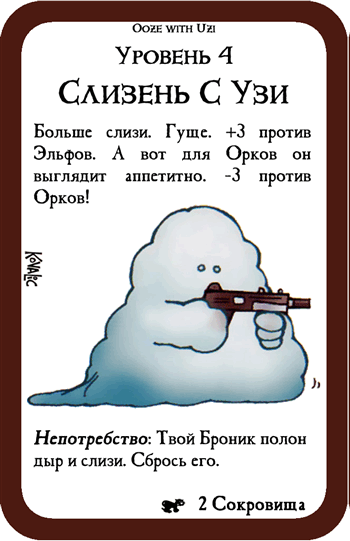 Ooze with Uzi
Уровень 4
Слизень С Узи
Больше слизи. Гуще. +3 против
Эльфов. А вот для Орков он
выглядит аппетитно. -3 против
Орков!
Kovalic
Непотребство: Твой Броник полон
дыр и слизи. Сбрось его.
2 Сокровища